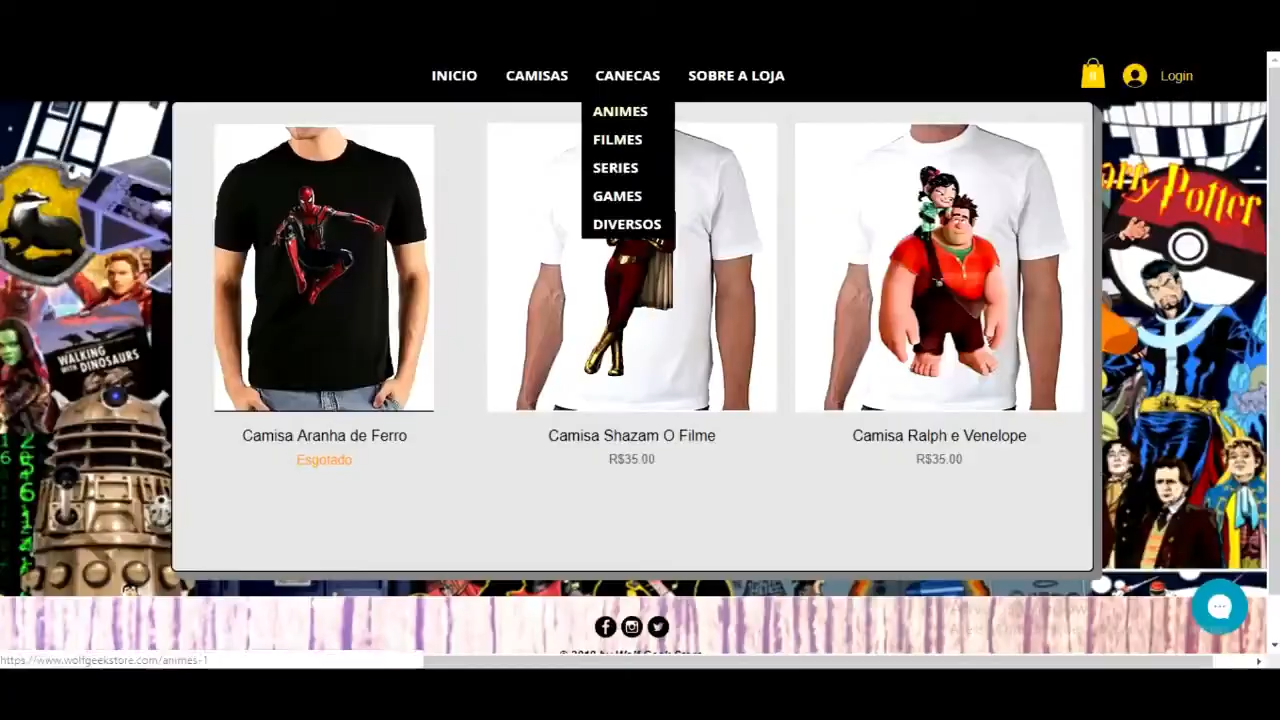 INICIO CAMISAS CANECAS SOBRE A LOJA
Login
ANIMES
FILMES
SERIES
GAMES
DIVERSOS
Potter
WALKING
WITH DINOSAURS
Camisa Aranha de Ferro
Esgotado
Camisa Shazam O Filme
R$35.00
Camisa Ralph e Venelope
R$35.00
https://www.wolfgeekstore.com/animes-1